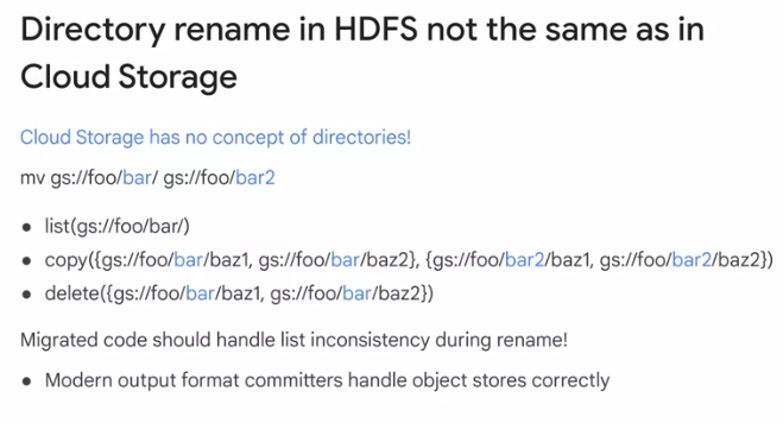 Directory rename in HDFS not the same as in
Cloud Storage
Cloud Storage has no concept of directories!
mv gs://foo/bar/ gs://foo/bar2
● list(gs://foo/bar/)
● copy({gs://foo/bar/baz1, gs://foo/bar/baz2}, {gs://foo/bar2/baz1, gs://foo/bar2/baz2})
● delete({gs://foo/bar/baz1, gs://foo/bar/baz2})
Migrated code should handle list inconsistency during rename!
● Modern output format committers handle object stores correctly